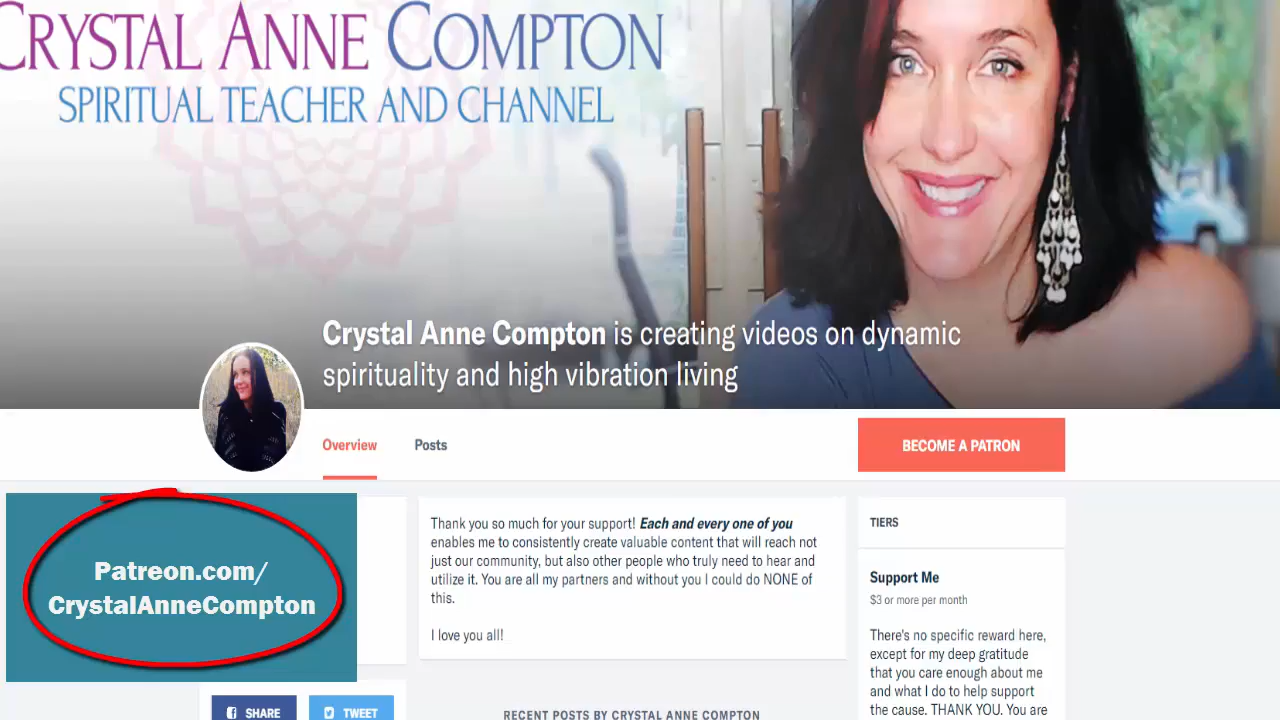 CRYSTAL ANNE COMPTON
SPIRITUAL TEACHER AND CHANNEL
Crystal Anne Compton is creating videos on dynamic
spirituality and high vibration living
Overview
Posts
BECOME A PATRON
Patreon.com/
CrystalAnneCompton
Thank you so much for your support! Each and every one of you
enables me to consistently create valuable content that will reach not
just our community, but also other people who truly need to hear and
utilize it. You are all my partners and without you I could do NONE of
this.
I love you all!
TIERS
Support Me
$3 or more per month
There's no specific reward here,
except for my deep gratitude
that you care enough about me
and what I do to help support
the cause. THANK YOU. You are
SHARE
TWEET
RECENT POSTS BY CRYSTAL ANNE COMPTON